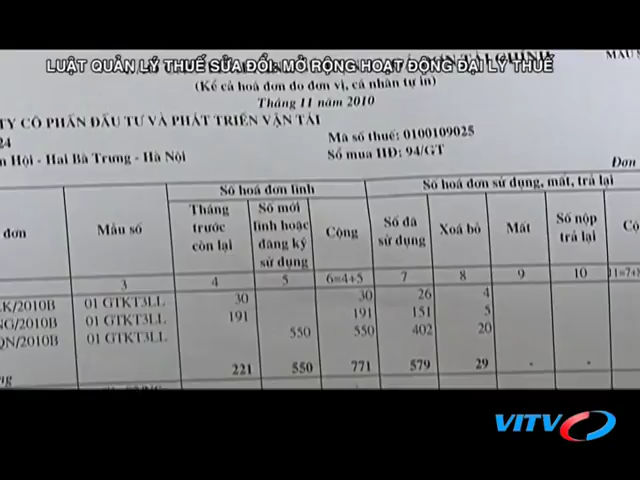 LUẬT QUẢN LÝ THUẾ SỬA ĐỔI: MỞ RỘNG HOẠT ĐỘNG ĐẠI LÝ THUẾ
(Kể cả hoá đơn do đơn vị, cá nhân tự in)
Tháng 11 năm 2010
TY CỔ PHẦN ĐẦU TƯ VÀ PHÁT TRIỂN VẬN TẢI
24
Mã số thuế: 0100109025
Hội - Hai Bà Trưng - Hà Nội
Số mua HĐ: 94/GT
Đơn
Số hoá đơn lĩnh
Số hoá đơn sử dụng, mất, trả lại
đơn
Mẫu số
Tháng trước còn lại
Số mới lĩnh hoặc đăng ký sử dụng
Cộng
Số đã sử dụng
Xoá bỏ
Mất
Số nộp trả lại
3 4 5 6=4+5 7 8 9 10 11=7+
LK/2010B 01 GTKT3LL 30 30 26 4
NG/2010B 01 GTKT3LL 191 191 151 5
QN/2010B 01 GTKT3LL 550 550 402 20
221 550 771 579 29 - -
VITV